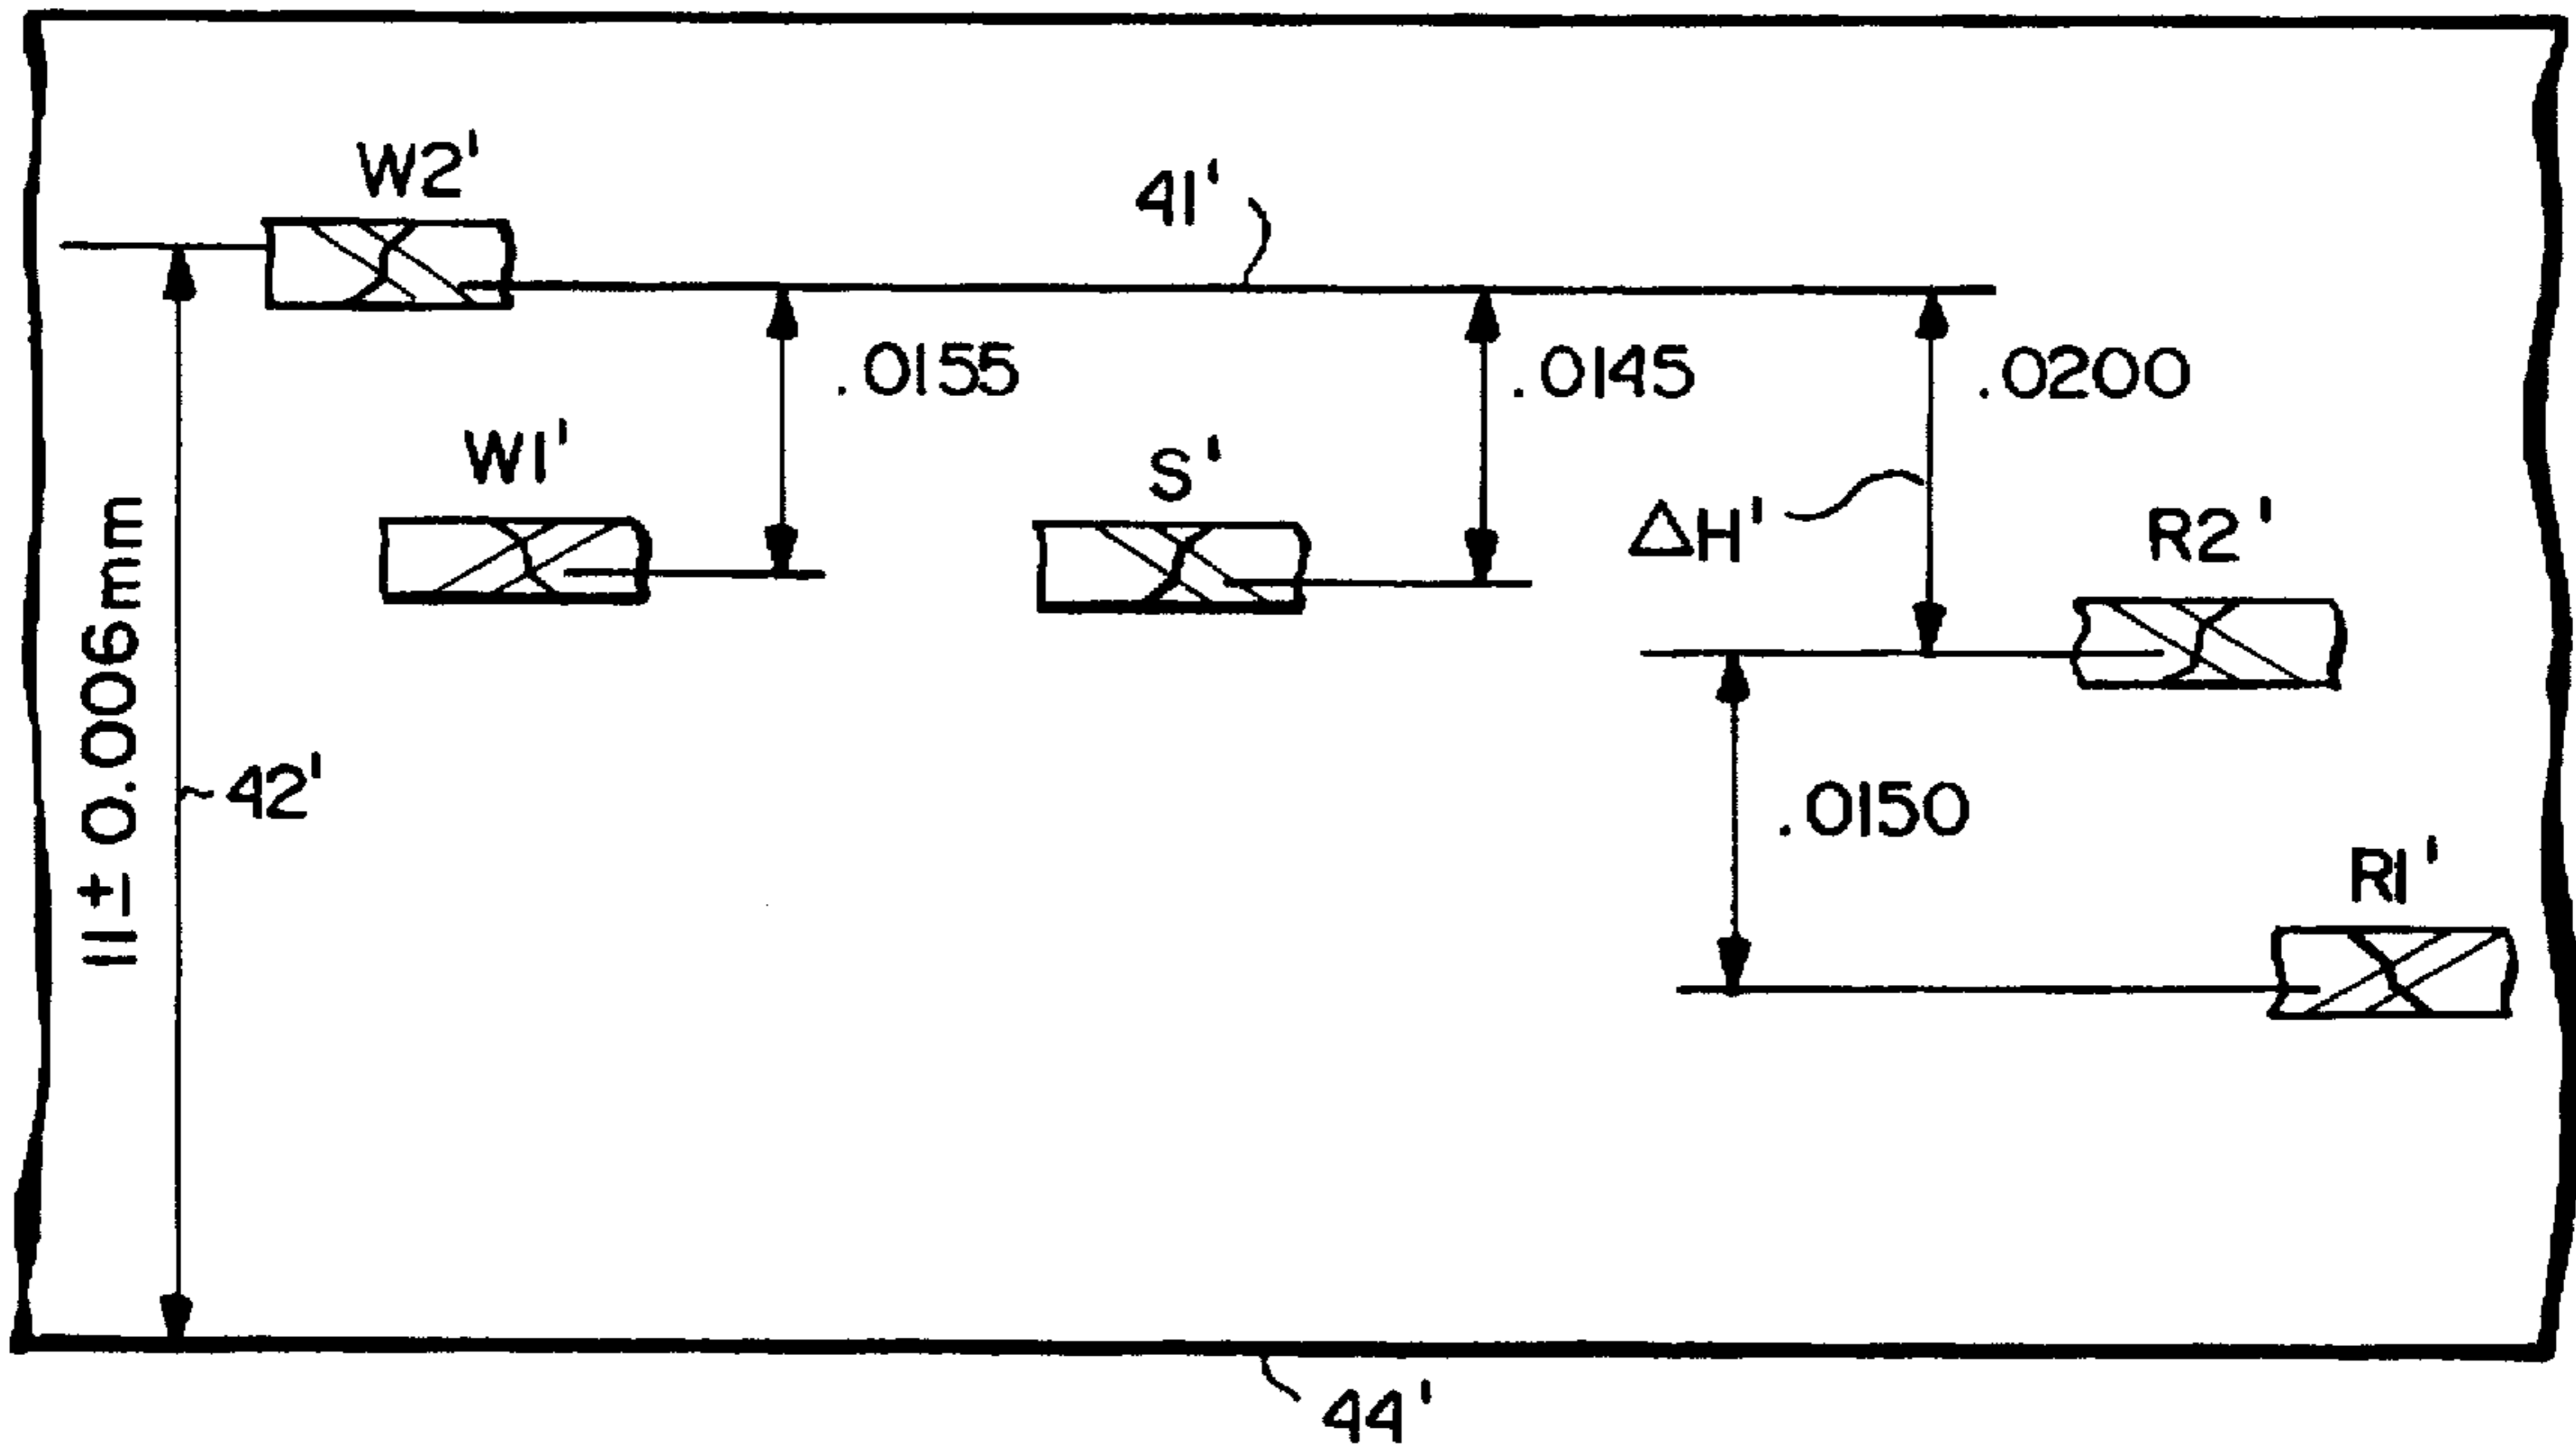 W2'
41'
.0155
.0145
.0200
W1'
S'
ΔH'
R2'
11± 0.006mm
42'
.0150
R1'
44'